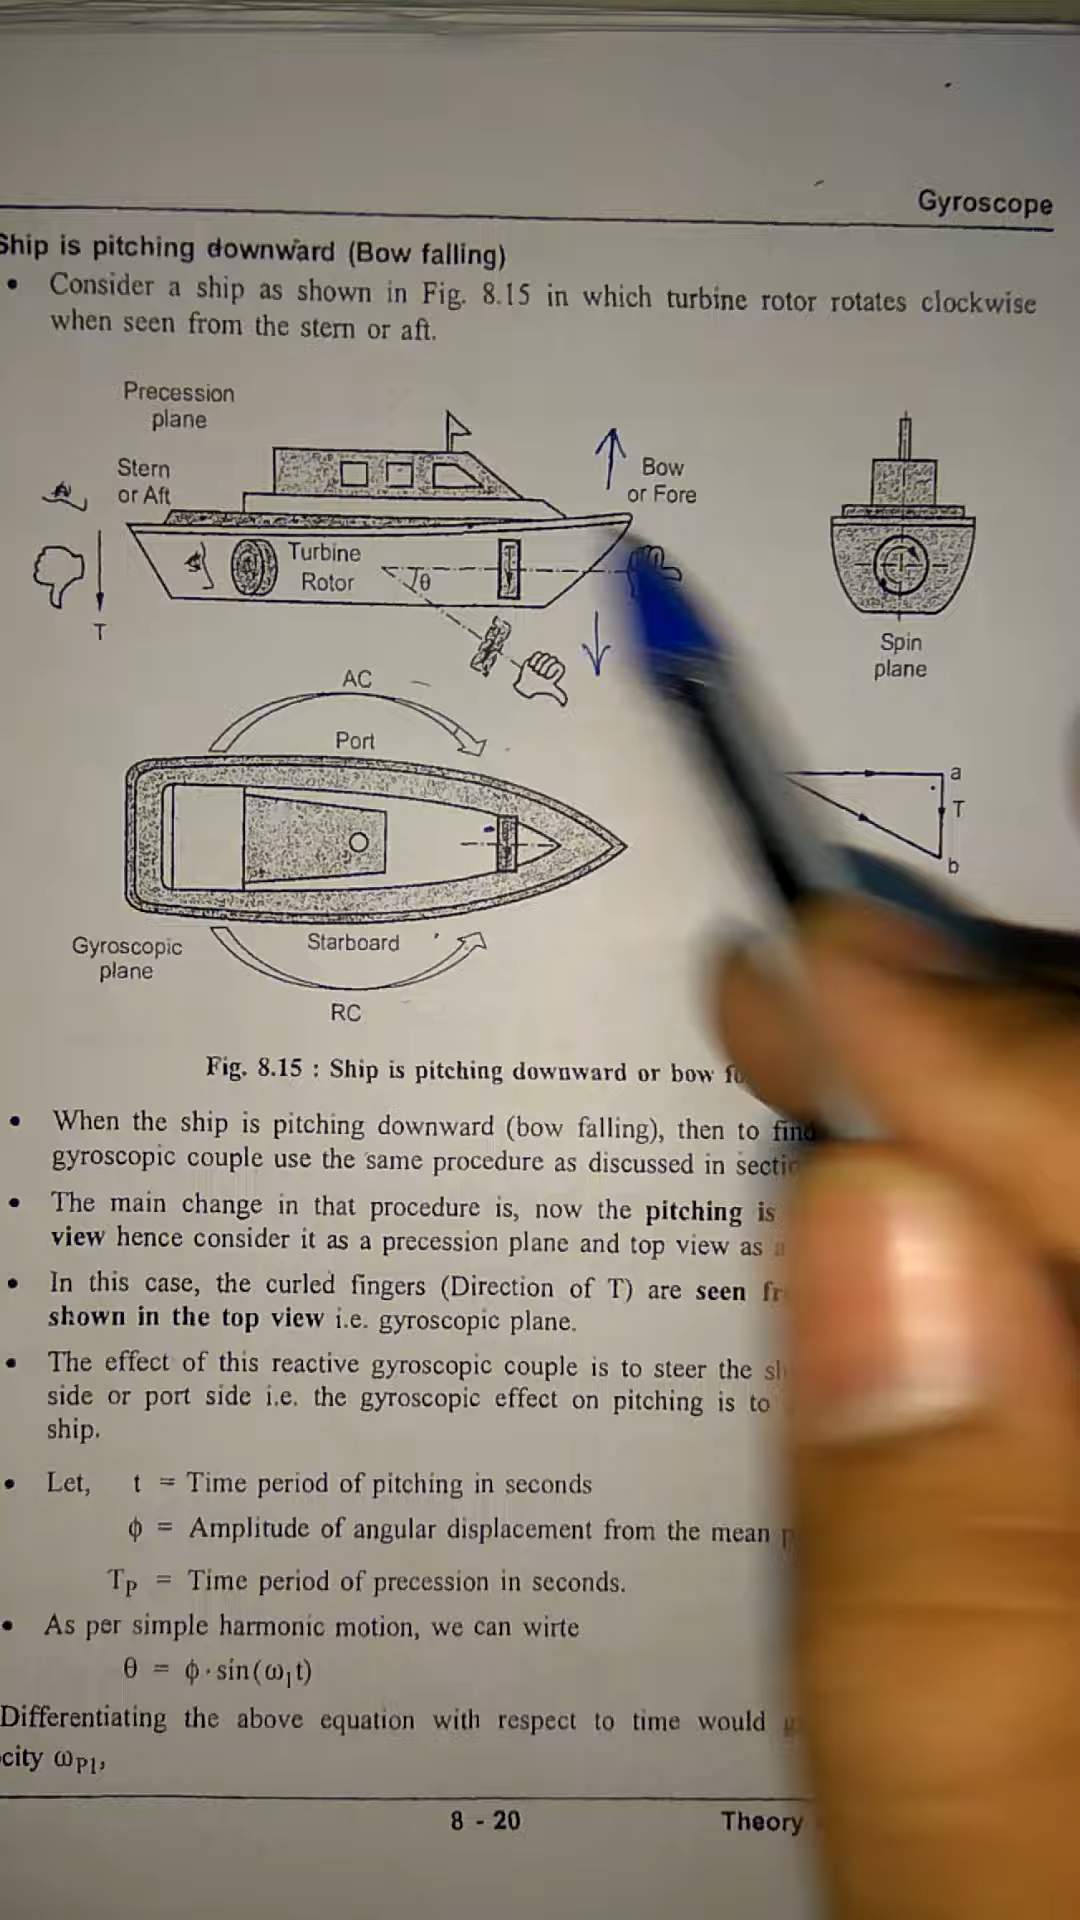 Gyroscope
Ship is pitching downward (Bow falling)
• Consider a ship as shown in Fig. 8.15 in which turbine rotor rotates clockwise
when seen from the stern or aft.
Precession
plane
Stern
or Aft
Bow
or Fore
Turbine
Rotor
θ
T
Spin
plane
AC
Port
a
T
b
Starboard
Gyroscopic
plane
RC
Fig. 8.15 : Ship is pitching downward or bow
• When the ship is pitching downward (bow falling), then to find
gyroscopic couple use the same procedure as discussed in
• The main change in that procedure is, now the pitching is
view hence consider it as a precession plane and top view as
• In this case, the curled fingers (Direction of T) are seen
shown in the top view i.e. gyroscopic plane.
• The effect of this reactive gyroscopic couple is to steer the
side or port side i.e. the gyroscopic effect on pitching is to
ship.
• Let, t = Time period of pitching in seconds
ϕ = Amplitude of angular displacement from the mean
T_P = Time period of precession in seconds.
• As per simple harmonic motion, we can wirte
θ = ϕ · sin(ω₁t)
Differentiating the above equation with respect to time would
city ω_P1,
8 - 20
Theory